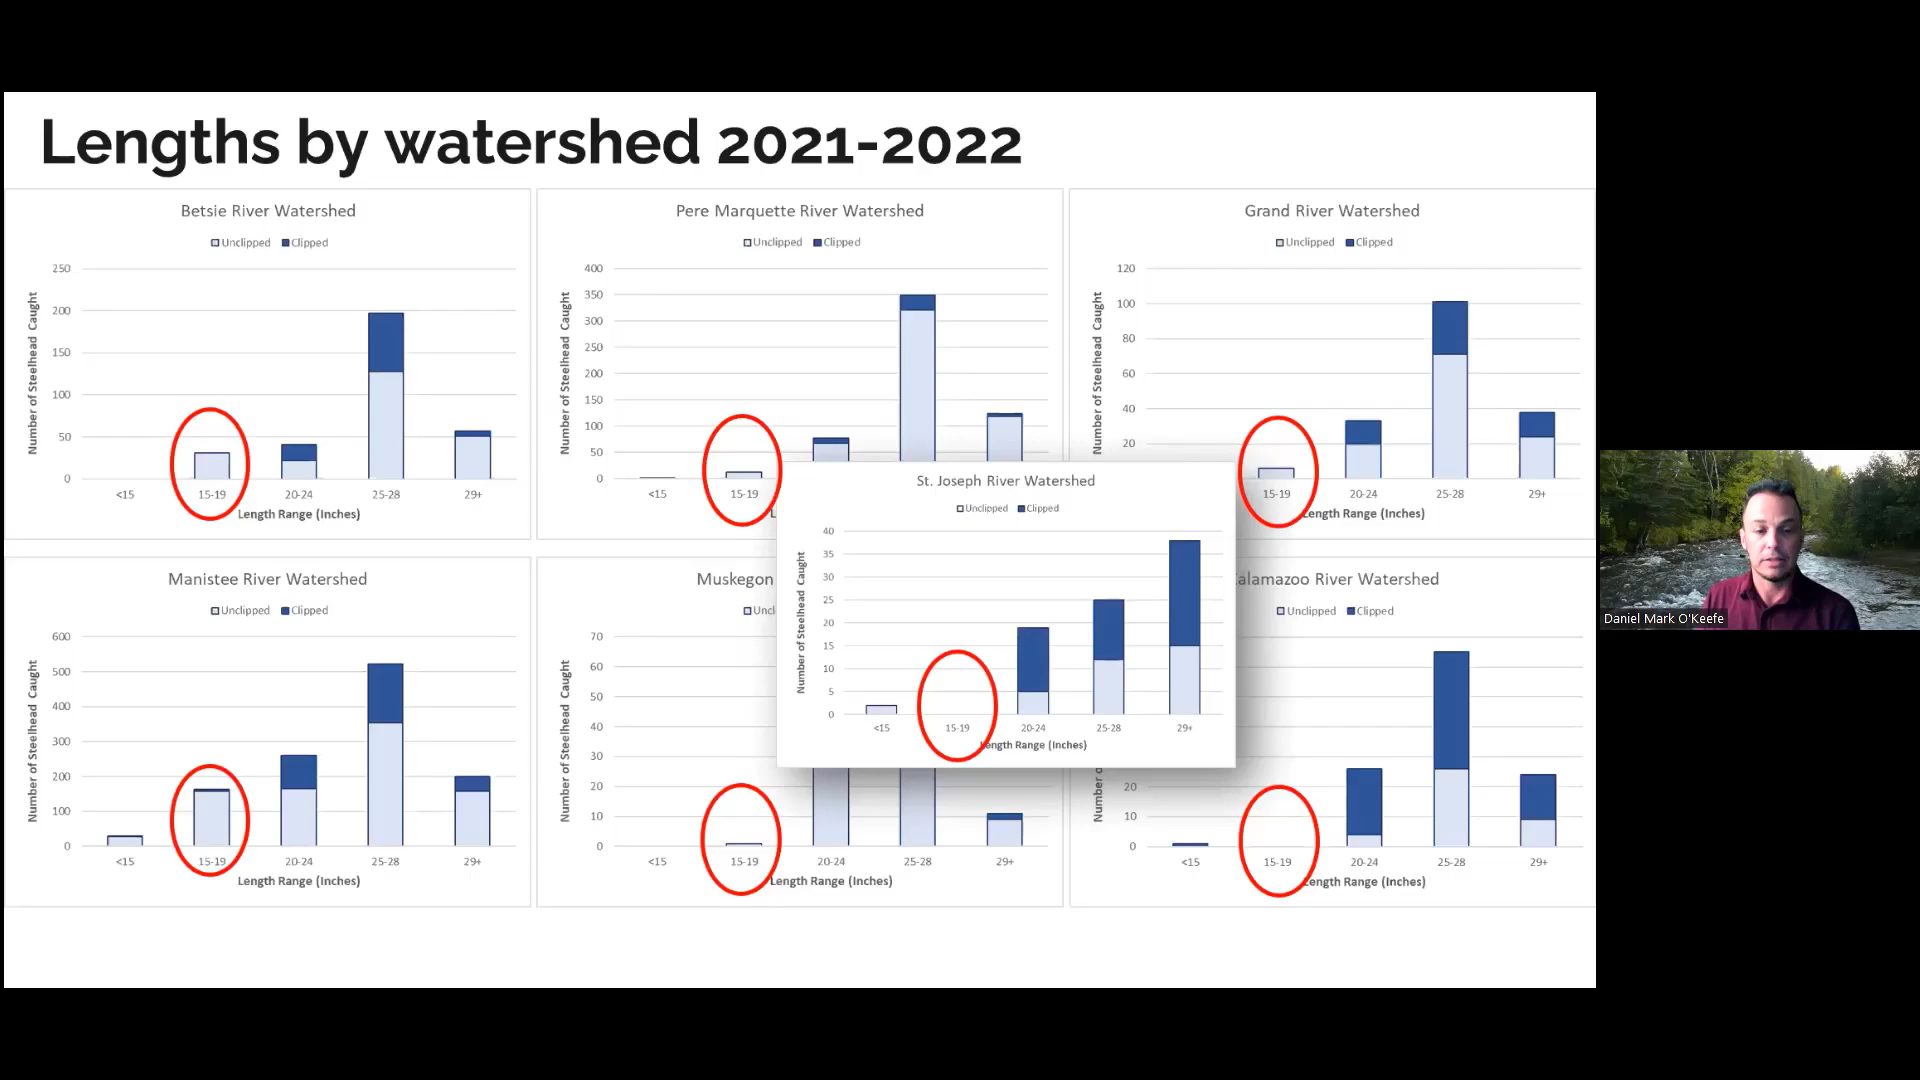 Lengths by watershed 2021-2022
Betsie River Watershed
Unclipped Clipped
Number of Steelhead Caught
250
200
150
100
50
0
<15 15-19 20-24 25-28 29+
Length Range (Inches)
Pere Marquette River Watershed
Unclipped Clipped
Number of Steelhead Caught
400
350
300
250
200
150
100
50
0
<15 15-19
L
Grand River Watershed
Unclipped Clipped
Number of Steelhead Caught
120
100
80
60
40
20
15-19 20-24 25-28 29+
Length Range (Inches)
St. Joseph River Watershed
Unclipped Clipped
Number of Steelhead Caught
40
35
30
25
20
15
10
5
0
<15 15-19 20-24 25-28 29+
Length Range (Inches)
Manistee River Watershed
Unclipped Clipped
Number of Steelhead Caught
600
500
400
300
200
100
0
<15 15-19 20-24 25-28 29+
Length Range (Inches)
Muskegon
Uncl
Number of Steelhead Caught
70
60
50
40
30
20
10
0
<15 15-19 20-24 25-28 29+
Length Range (Inches)
alamazoo River Watershed
Unclipped Clipped
Number o
20
10
0
<15 15-19 20-24 25-28 29+
Length Range (Inches)
Daniel Mark O'Keefe